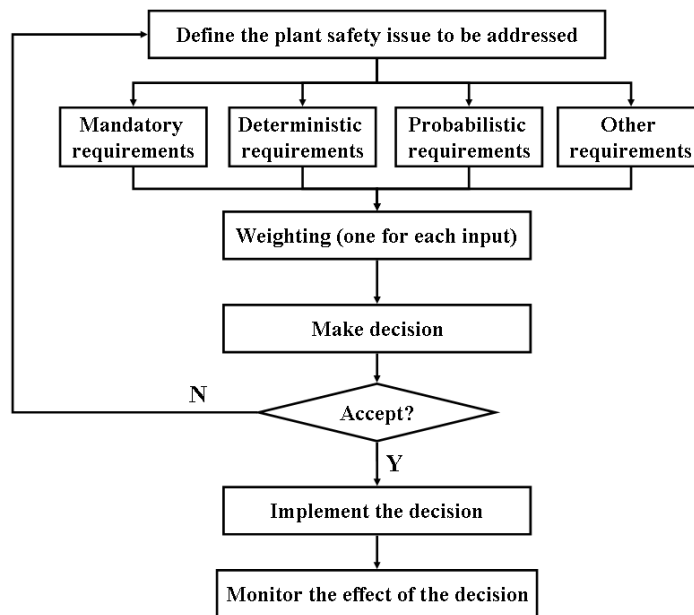 Define the plant safety issue to be addressed
Mandatory
requirements
Deterministic
requirements
Probabilistic
requirements
Other
requirements
Weighting (one for each input)
Make decision
N
Accept?
Y
Implement the decision
Monitor the effect of the decision